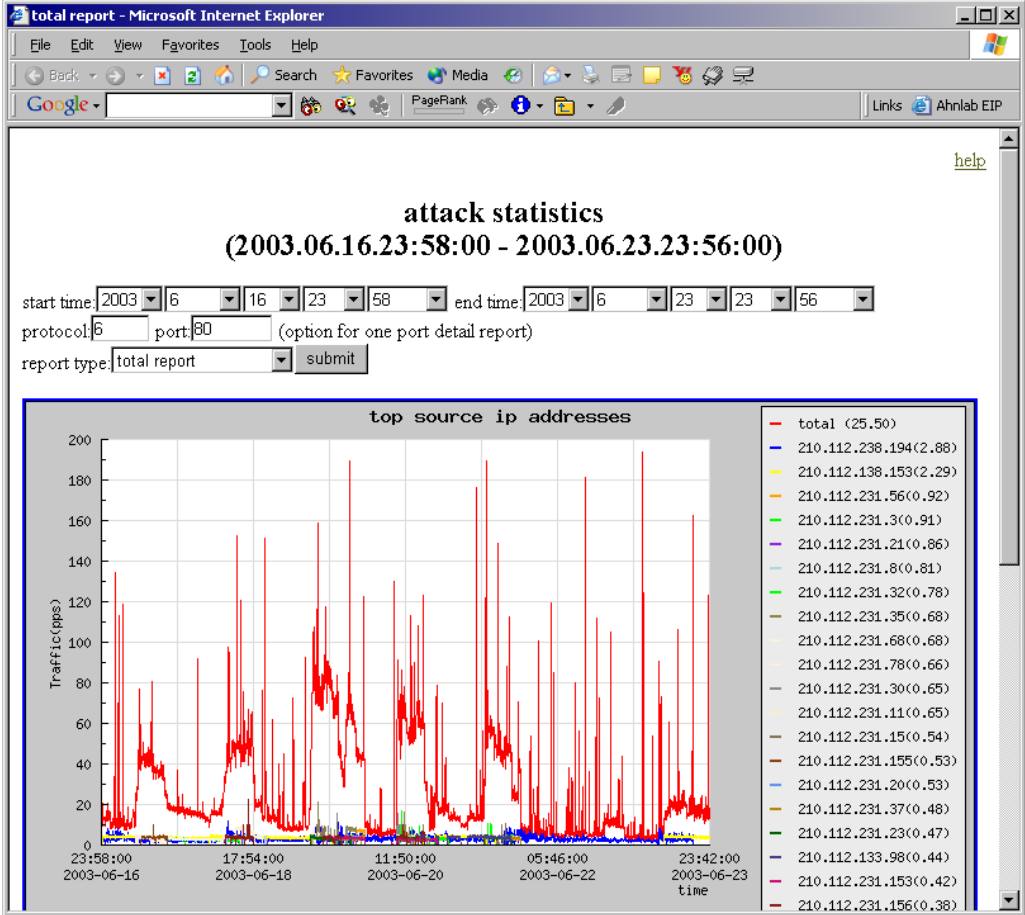 total report - Microsoft Internet Explorer
File Edit View Favorites Tools Help
Back Search Favorites Media
Google PageRank Links Ahnlab EIP
help
attack statistics
(2003.06.16.23:58:00 - 2003.06.23.23:56:00)
start time: 2003 6 16 23 58 end time: 2003 6 23 23 56
protocol: 6 port: 80 (option for one port detail report)
report type: total report submit
top source ip addresses
Traffic(pps)
200
180
160
140
120
100
80
60
40
20
0
23:58:00 17:54:00 11:50:00 05:46:00 23:42:00
2003-06-16 2003-06-18 2003-06-20 2003-06-22 2003-06-23
time
total (25.50)
210.112.238.194(2.88)
210.112.138.153(2.29)
210.112.231.56(0.92)
210.112.231.3(0.91)
210.112.231.21(0.86)
210.112.231.8(0.81)
210.112.231.32(0.78)
210.112.231.35(0.68)
210.112.231.68(0.68)
210.112.231.78(0.66)
210.112.231.30(0.65)
210.112.231.11(0.65)
210.112.231.15(0.54)
210.112.231.155(0.53)
210.112.231.20(0.53)
210.112.231.37(0.48)
210.112.231.23(0.47)
210.112.133.98(0.44)
210.112.231.153(0.42)
210.112.231.156(0.38)